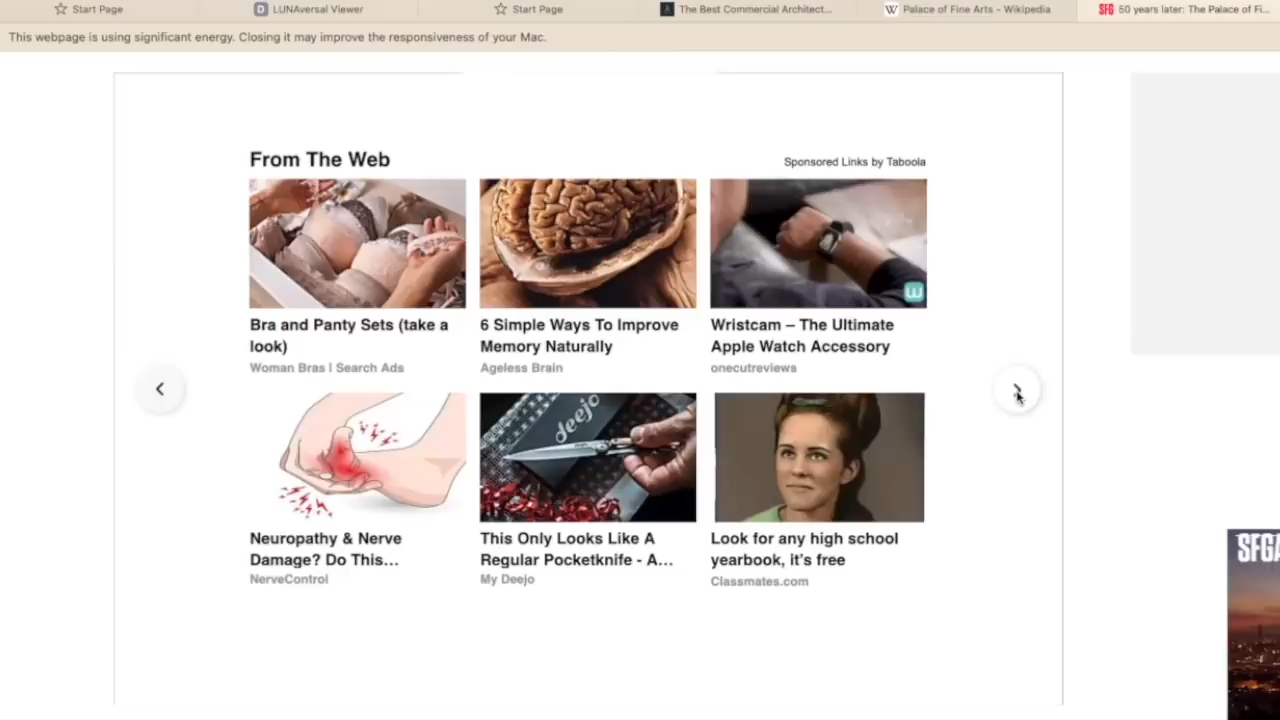 Start Page
LUNAversal Viewer
Start Page
The Best Commercial Architect...
Palace of Fine Arts - Wikipedia
SFG 50 years later: The Palace of Fi...
This webpage is using significant energy. Closing it may improve the responsiveness of your Mac.
From The Web
Sponsored Links by Taboola
Bra and Panty Sets (take a
look)
Woman Bras | Search Ads
6 Simple Ways To Improve
Memory Naturally
Ageless Brain
Wristcam – The Ultimate
Apple Watch Accessory
onecutreviews
deejo
Neuropathy & Nerve
Damage? Do This...
NerveControl
This Only Looks Like A
Regular Pocketknife - A...
My Deejo
Look for any high school
yearbook, it's free
Classmates.com
SFGA